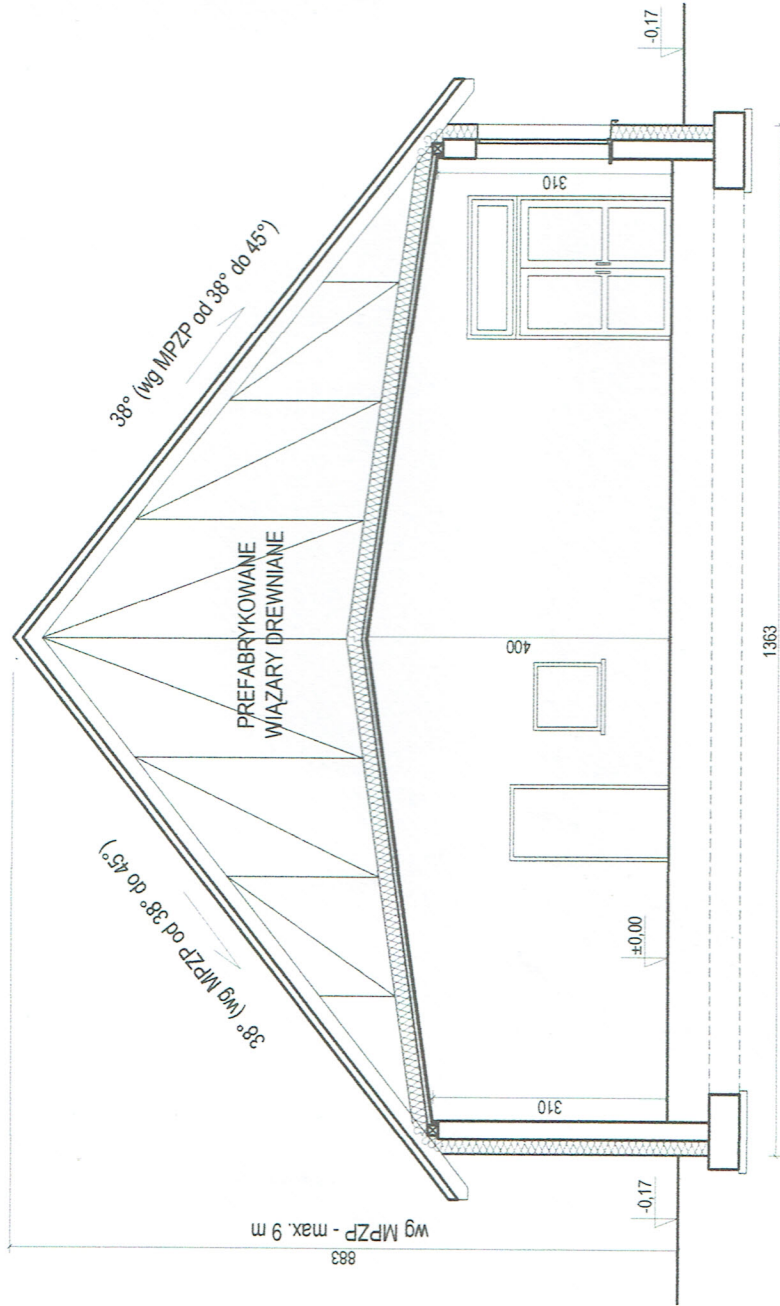 38° (wg MPZP od 38° do 45°)
38° (wg MPZP od 38° do 45°)
PREFABRYKOWANE
WIĄZARY DREWNIANE
wg MPZP - max. 9 m
883
310
400
310
±0,00
-0,17
-0,17
1363